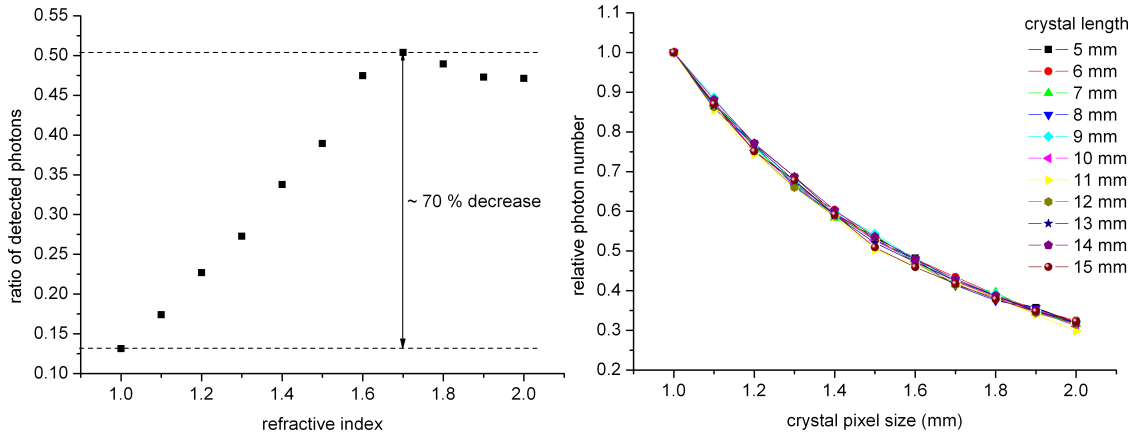 0.55
0.50
0.45
0.40
0.35
0.30
0.25
0.20
0.15
0.10
ratio of detected photons
~ 70 % decrease
1.0 1.2 1.4 1.6 1.8 2.0
refractive index
1.0
0.9
0.8
0.7
0.6
0.5
0.4
0.3
0.2
relative photon number
1.0 1.2 1.4 1.6 1.8 2.0
crystal pixel size (mm)
crystal length
5 mm
6 mm
7 mm
8 mm
9 mm
10 mm
11 mm
12 mm
13 mm
14 mm
15 mm